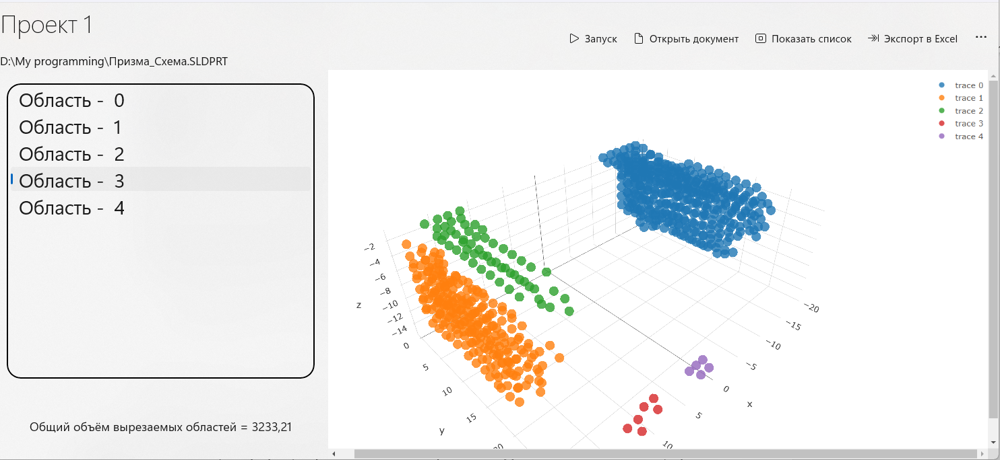 Проект 1
Запуск
Открыть документ
Показать список
Экспорт в Excel
...
D:\My programming\Призма_Схема.SLDPRT
Область - 0
Область - 1
Область - 2
Область - 3
Область - 4
Общий объём вырезаемых областей = 3233,21
trace 0
trace 1
trace 2
trace 3
trace 4
−2
−4
−6
−8
−10
−12
−14
z
0
5
10
15
20
y
−20
−15
−10
−5
0
5
10
x